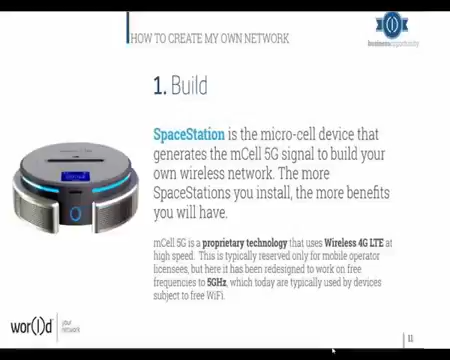 HOW TO CREATE MY OWN NETWORK
businessopportunity
1. Build
SpaceStation is the micro-cell device that
generates the mCell 5G signal to build your
own wireless network. The more
SpaceStations you install, the more benefits
you will have.
mCell 5G is a proprietary technology that uses Wireless 4G LTE at
high speed. This is typically reserved only for mobile operator
licensees, but here it has been redesigned to work on free
frequencies to 5GHz, which today are typically used by devices
subject to free WiFi.
wor(l)d
your
network
11